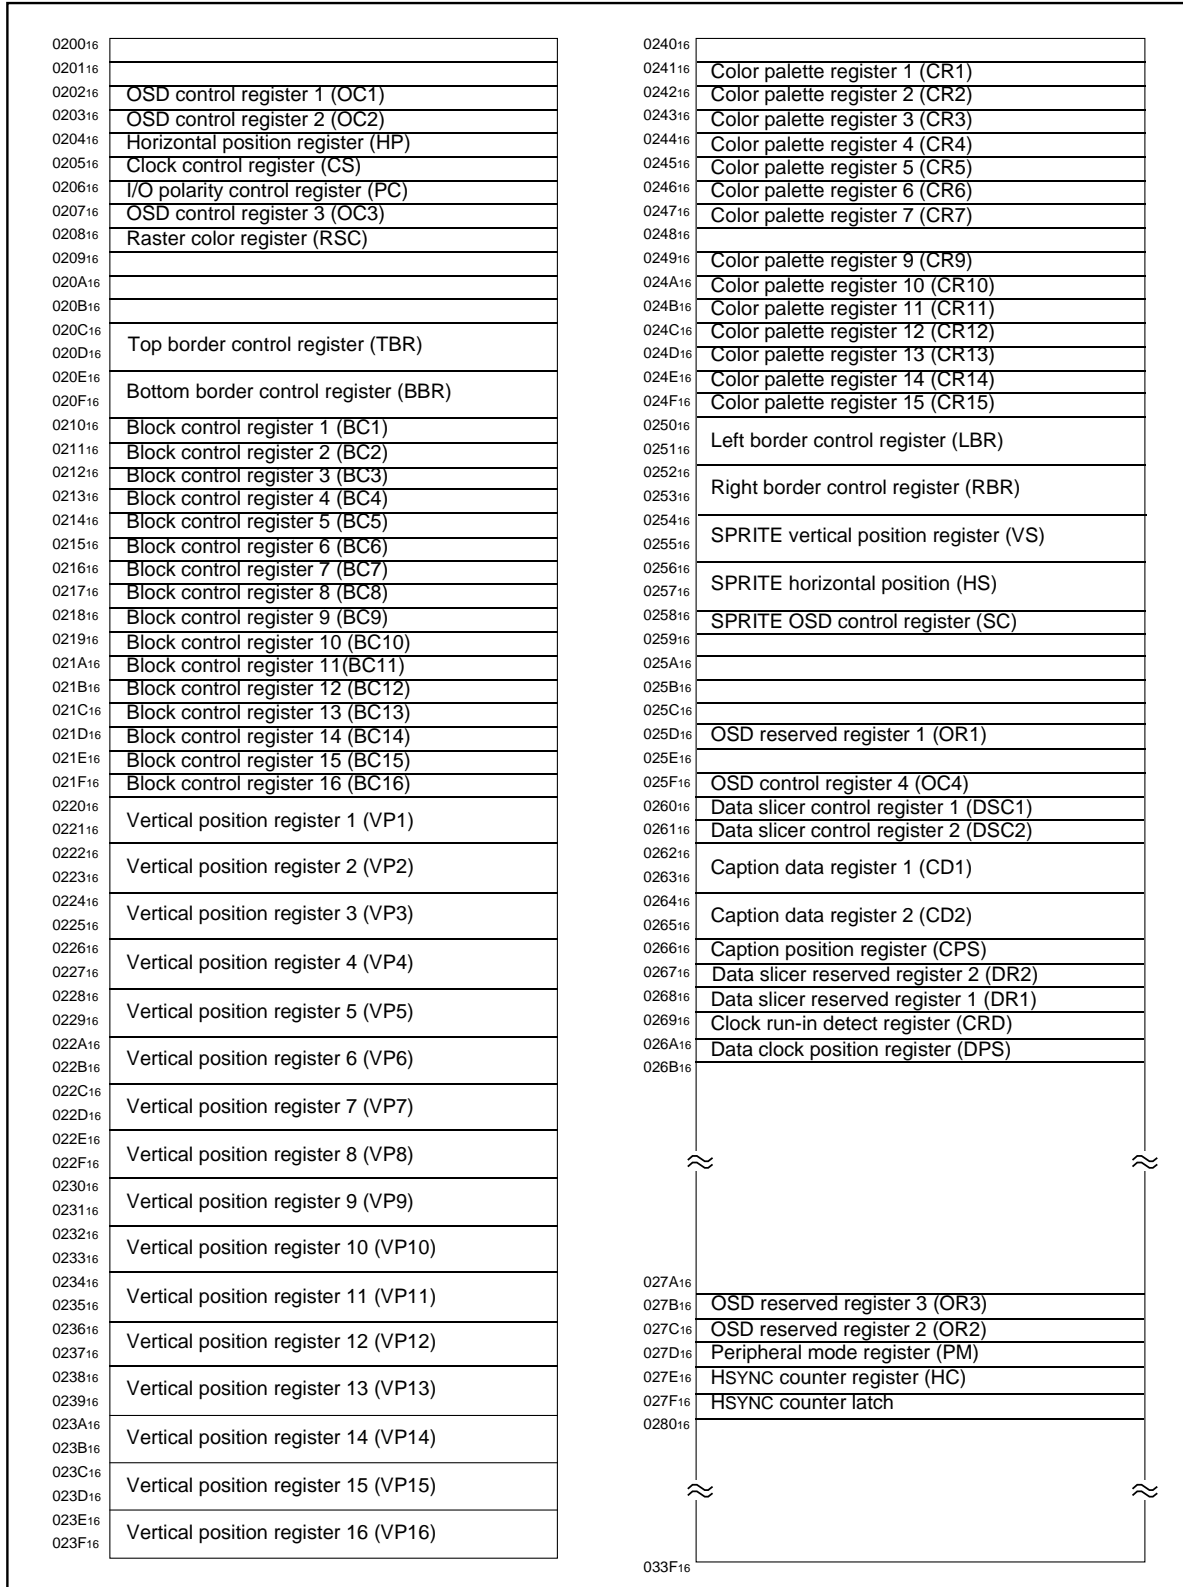 0200₁₆
0201₁₆
0202₁₆ OSD control register 1 (OC1)
0203₁₆ OSD control register 2 (OC2)
0204₁₆ Horizontal position register (HP)
0205₁₆ Clock control register (CS)
0206₁₆ I/O polarity control register (PC)
0207₁₆ OSD control register 3 (OC3)
0208₁₆ Raster color register (RSC)
0209₁₆
020A₁₆
020B₁₆
020C₁₆
Top border control register (TBR)
020D₁₆
020E₁₆
Bottom border control register (BBR)
020F₁₆
0210₁₆ Block control register 1 (BC1)
0211₁₆ Block control register 2 (BC2)
0212₁₆ Block control register 3 (BC3)
0213₁₆ Block control register 4 (BC4)
0214₁₆ Block control register 5 (BC5)
0215₁₆ Block control register 6 (BC6)
0216₁₆ Block control register 7 (BC7)
0217₁₆ Block control register 8 (BC8)
0218₁₆ Block control register 9 (BC9)
0219₁₆ Block control register 10 (BC10)
021A₁₆ Block control register 11(BC11)
021B₁₆ Block control register 12 (BC12)
021C₁₆ Block control register 13 (BC13)
021D₁₆ Block control register 14 (BC14)
021E₁₆ Block control register 15 (BC15)
021F₁₆ Block control register 16 (BC16)
0220₁₆
Vertical position register 1 (VP1)
0221₁₆
0222₁₆
Vertical position register 2 (VP2)
0223₁₆
0224₁₆
Vertical position register 3 (VP3)
0225₁₆
0226₁₆
Vertical position register 4 (VP4)
0227₁₆
0228₁₆
Vertical position register 5 (VP5)
0229₁₆
022A₁₆
Vertical position register 6 (VP6)
022B₁₆
022C₁₆
Vertical position register 7 (VP7)
022D₁₆
022E₁₆
Vertical position register 8 (VP8)
022F₁₆
0230₁₆
Vertical position register 9 (VP9)
0231₁₆
0232₁₆
Vertical position register 10 (VP10)
0233₁₆
0234₁₆
Vertical position register 11 (VP11)
0235₁₆
0236₁₆
Vertical position register 12 (VP12)
0237₁₆
0238₁₆
Vertical position register 13 (VP13)
0239₁₆
023A₁₆
Vertical position register 14 (VP14)
023B₁₆
023C₁₆
Vertical position register 15 (VP15)
023D₁₆
023E₁₆
Vertical position register 16 (VP16)
023F₁₆
0240₁₆
0241₁₆ Color palette register 1 (CR1)
0242₁₆ Color palette register 2 (CR2)
0243₁₆ Color palette register 3 (CR3)
0244₁₆ Color palette register 4 (CR4)
0245₁₆ Color palette register 5 (CR5)
0246₁₆ Color palette register 6 (CR6)
0247₁₆ Color palette register 7 (CR7)
0248₁₆
0249₁₆ Color palette register 9 (CR9)
024A₁₆ Color palette register 10 (CR10)
024B₁₆ Color palette register 11 (CR11)
024C₁₆ Color palette register 12 (CR12)
024D₁₆ Color palette register 13 (CR13)
024E₁₆ Color palette register 14 (CR14)
024F₁₆ Color palette register 15 (CR15)
0250₁₆
Left border control register (LBR)
0251₁₆
0252₁₆
Right border control register (RBR)
0253₁₆
0254₁₆
SPRITE vertical position register (VS)
0255₁₆
0256₁₆
SPRITE horizontal position (HS)
0257₁₆
0258₁₆ SPRITE OSD control register (SC)
0259₁₆
025A₁₆
025B₁₆
025C₁₆
025D₁₆ OSD reserved register 1 (OR1)
025E₁₆
025F₁₆ OSD control register 4 (OC4)
0260₁₆ Data slicer control register 1 (DSC1)
0261₁₆ Data slicer control register 2 (DSC2)
0262₁₆
Caption data register 1 (CD1)
0263₁₆
0264₁₆
Caption data register 2 (CD2)
0265₁₆
0266₁₆ Caption position register (CPS)
0267₁₆ Data slicer reserved register 2 (DR2)
0268₁₆ Data slicer reserved register 1 (DR1)
0269₁₆ Clock run-in detect register (CRD)
026A₁₆ Data clock position register (DPS)
026B₁₆
027A₁₆
027B₁₆ OSD reserved register 3 (OR3)
027C₁₆ OSD reserved register 2 (OR2)
027D₁₆ Peripheral mode register (PM)
027E₁₆ HSYNC counter register (HC)
027F₁₆ HSYNC counter latch
0280₁₆
033F₁₆